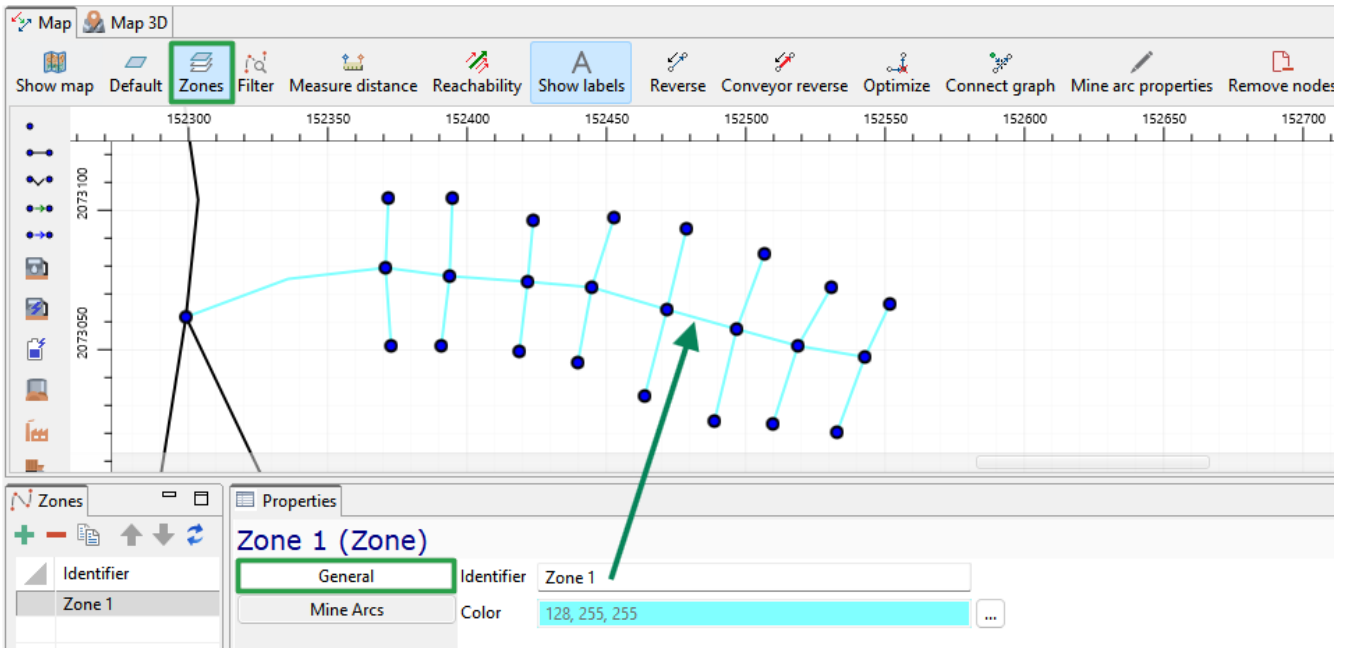 Map Map 3D
Show map Default Zones Filter Measure distance Reachability Show labels Reverse Conveyor reverse Optimize Connect graph Mine arc properties Remove nodes
152300 152350 152400 152450 152500 152550 152600 152650 152700
2073100
2073050
Zones
Properties
Zone 1 (Zone)
Identifier
General
Identifier Zone 1
Zone 1
Mine Arcs
Color 128, 255, 255 ...